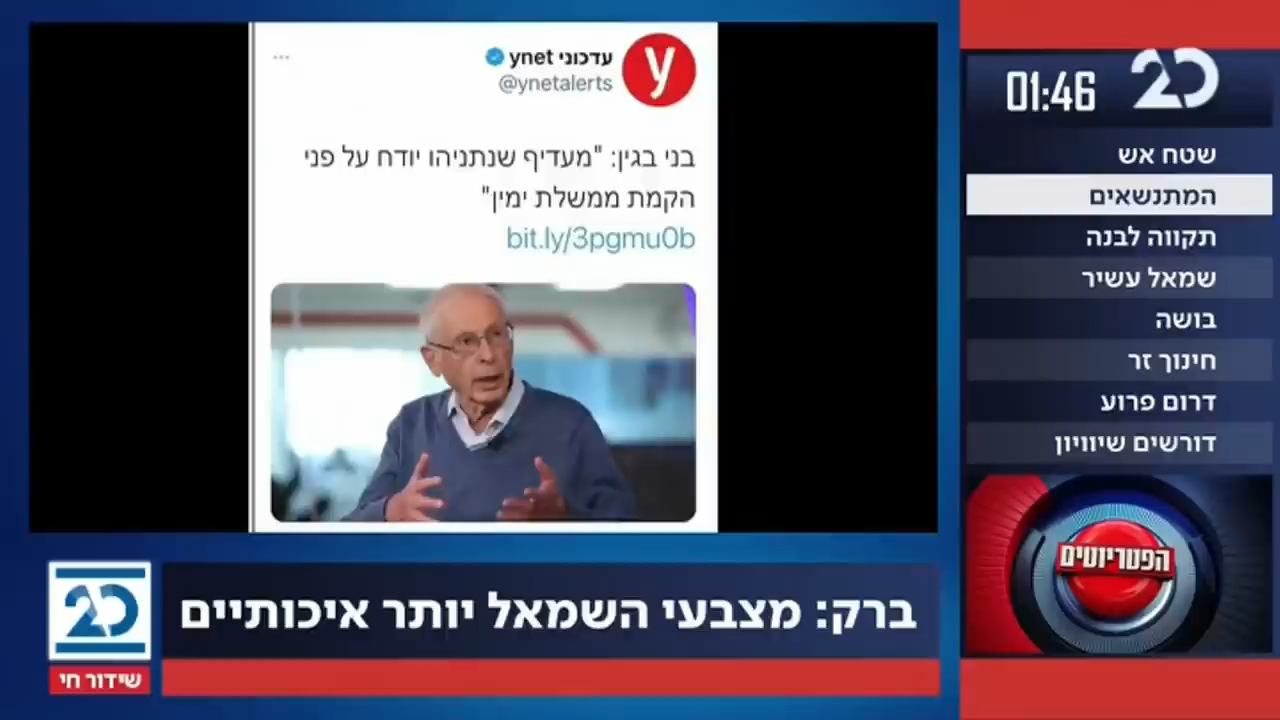 עדכוני ynet
@ynetalerts
y
בני בגין: "מעדיף שנתניהו יודח על פני
הקמת ממשלת ימין"
bit.ly/3pgmu0b
01:46
20
שטח אש
המתנשאים
תקווה לבנה
שמאל עשיר
בושה
חינוך זר
דרום פרוע
דורשים שיוויון
הפטריוטים
20
ברק: מצבעי השמאל יותר איכותיים
שידור חי